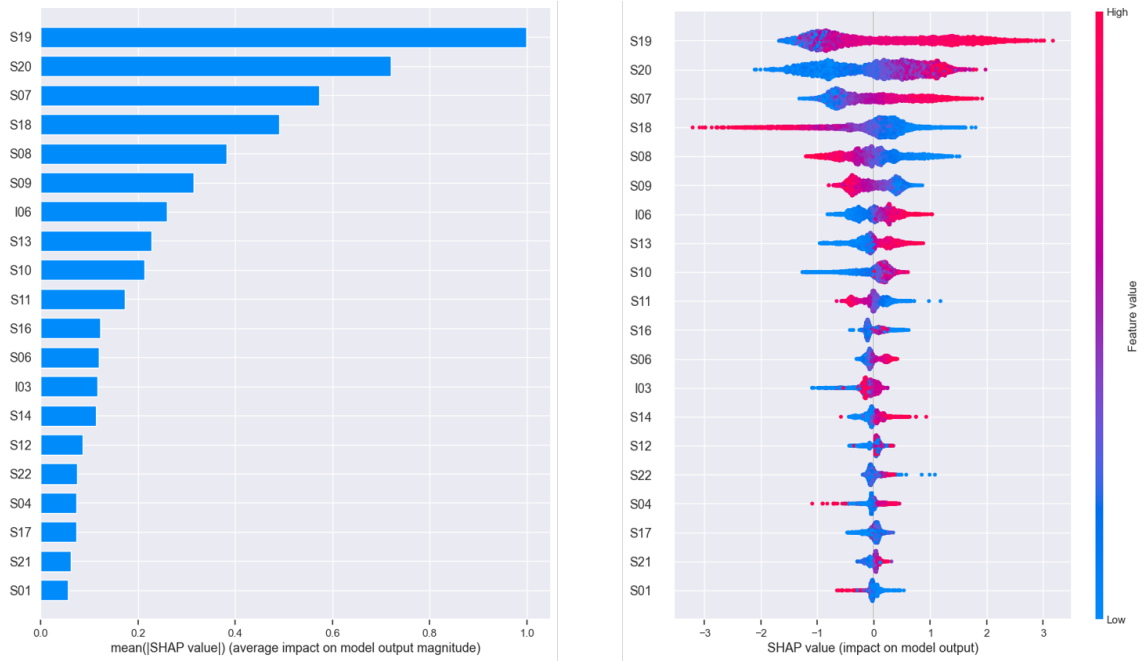 S19
S20
S07
S18
S08
S09
I06
S13
S10
S11
S16
S06
I03
S14
S12
S22
S04
S17
S21
S01
0.0 0.2 0.4 0.6 0.8 1.0
mean(|SHAP value|) (average impact on model output magnitude)
S19
S20
S07
S18
S08
S09
I06
S13
S10
S11
S16
S06
I03
S14
S12
S22
S04
S17
S21
S01
−3 −2 −1 0 1 2 3
SHAP value (impact on model output)
High
Feature value
Low